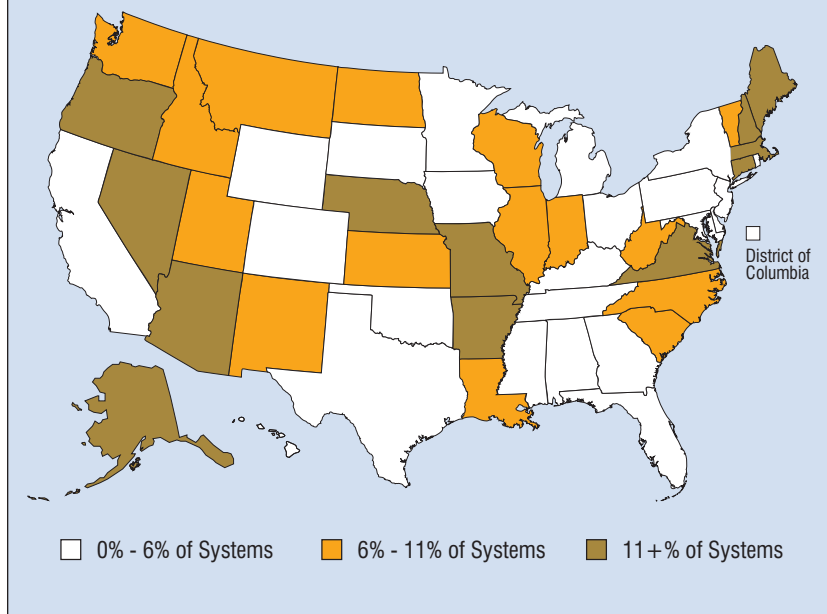 District of
Columbia
0% - 6% of Systems
6% - 11% of Systems
11+% of Systems